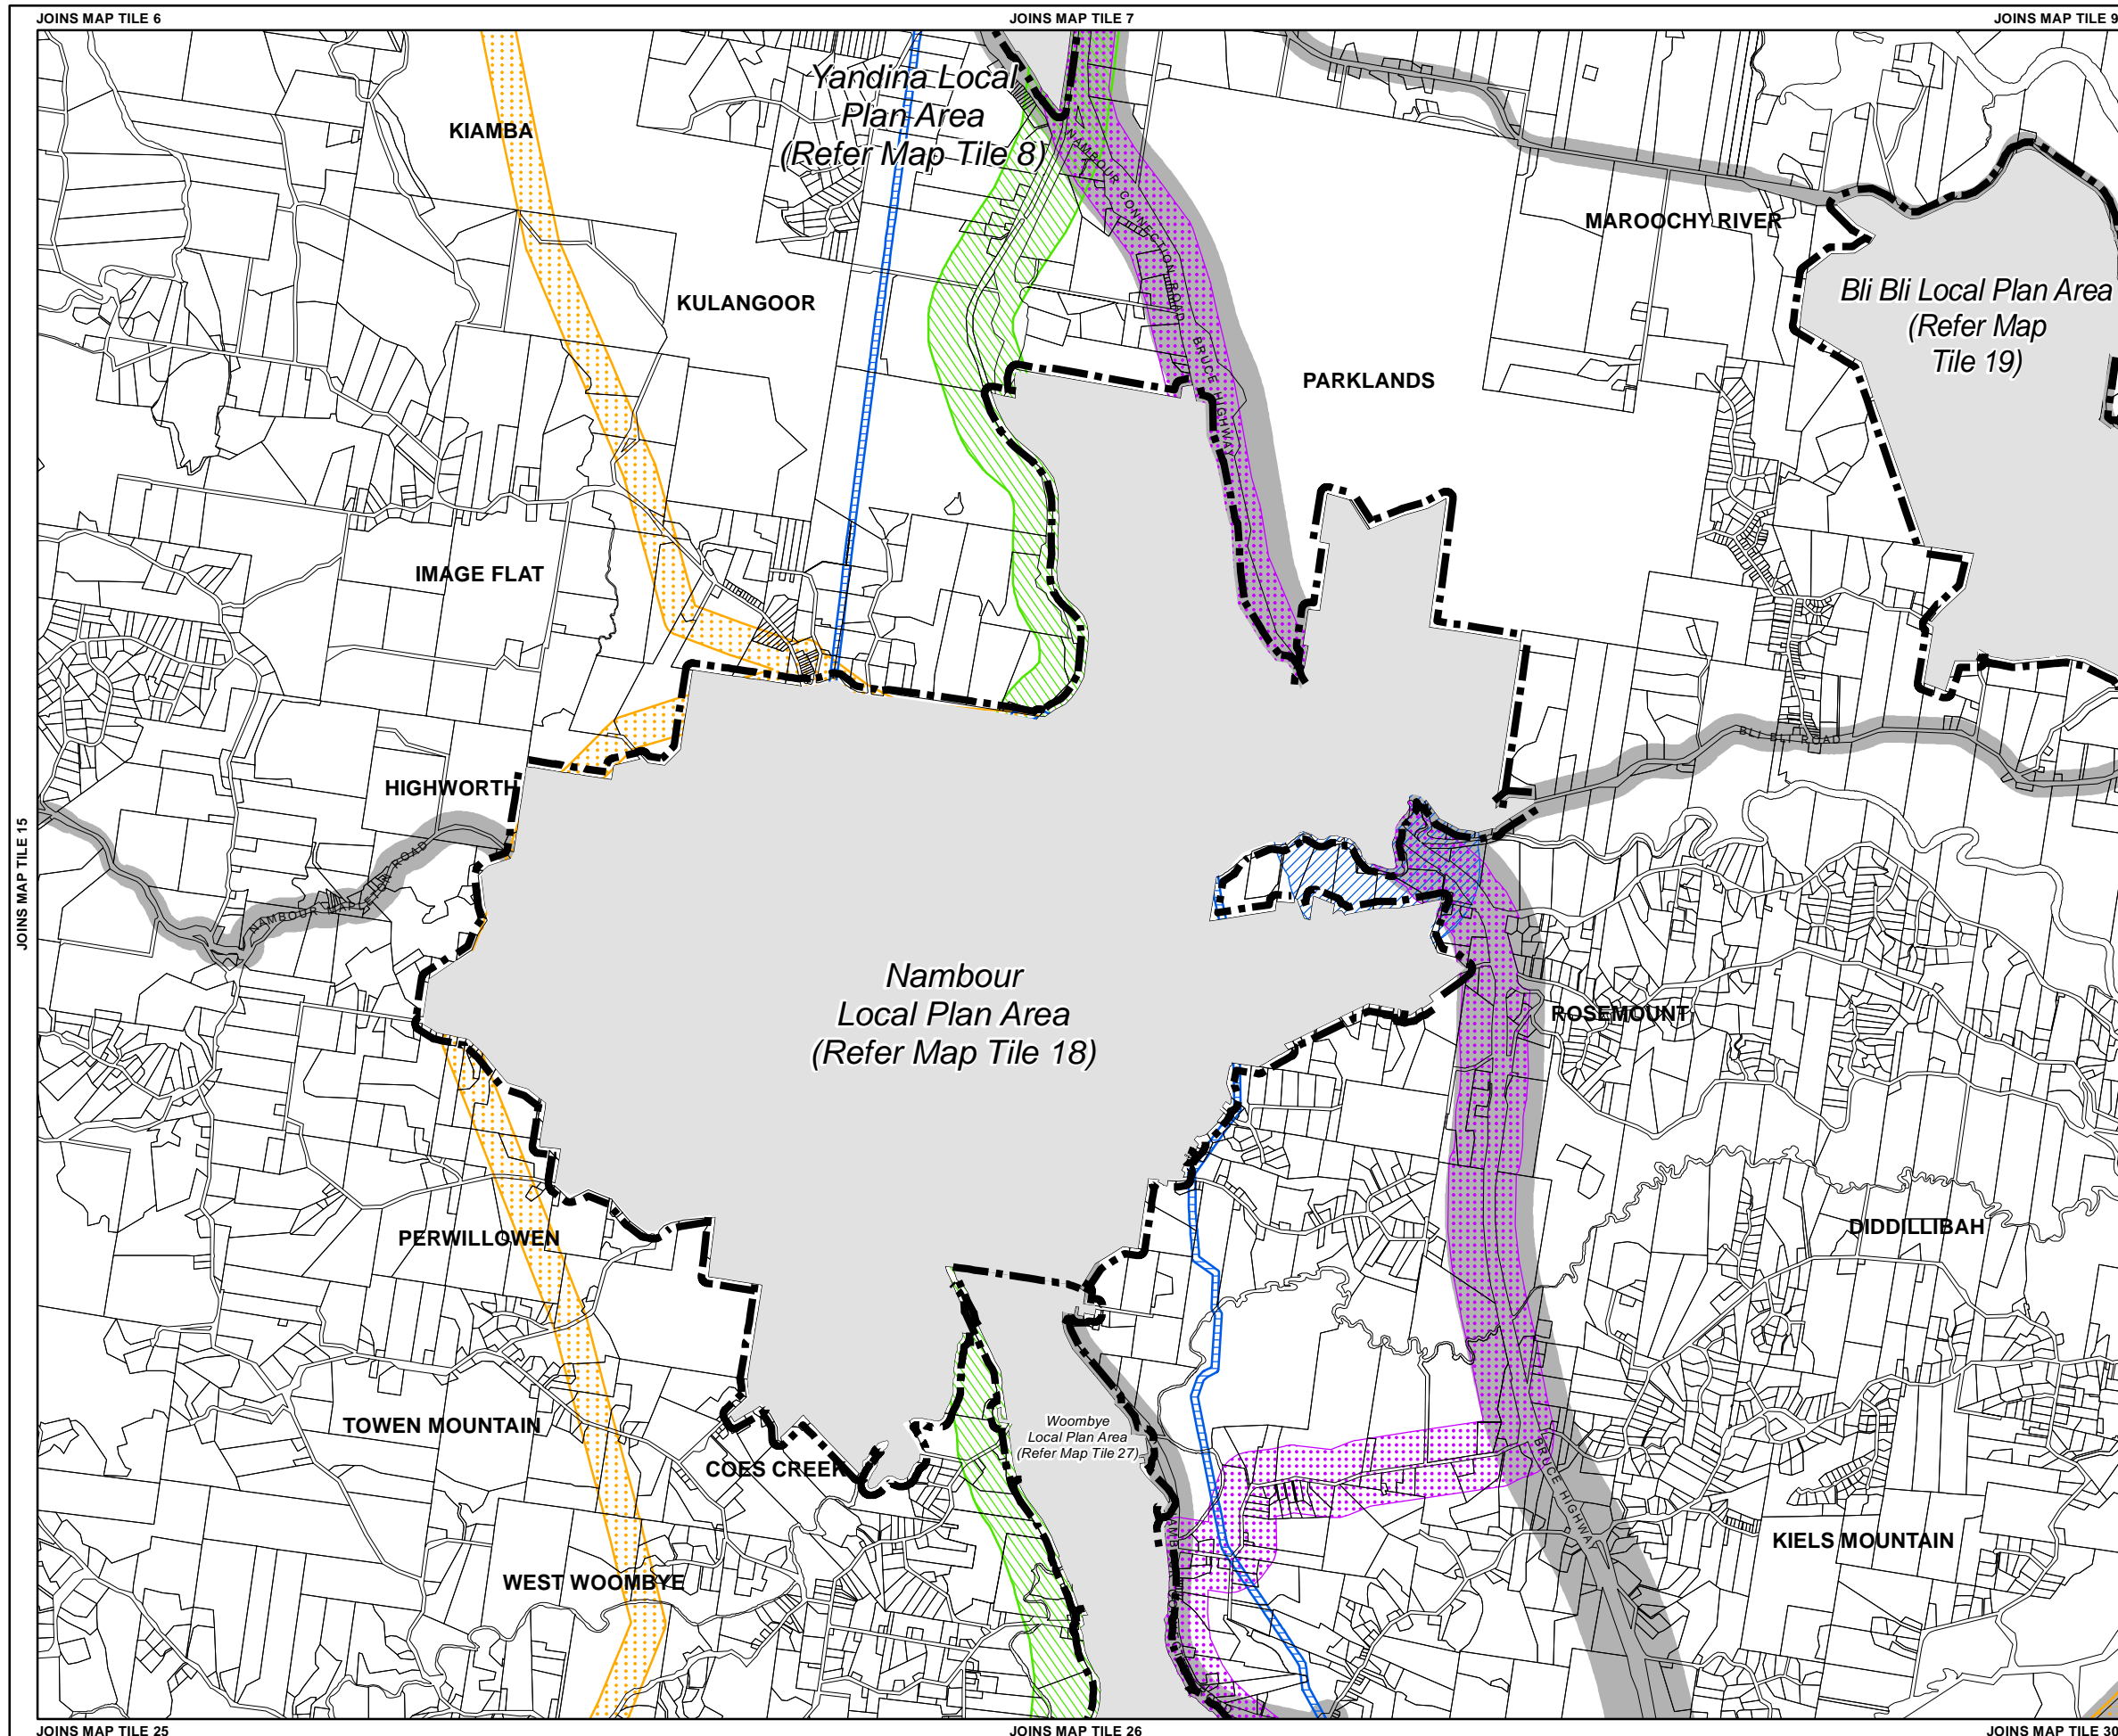 JOINS MAP TILE 6
JOINS MAP TILE 7
JOINS MAP TILE 9
Yandina Local
Plan Area
(Refer Map Tile 8)
KIAMBA
NAMBOUR CONNECTION ROAD
MAROOCHY RIVER
Bli Bli Local Plan Area
(Refer Map
Tile 19)
KULANGOOR
BRUCE HIGHWAY
PARKLANDS
IMAGE FLAT
BLI BLI ROAD
HIGHWORTH
JOINS MAP TILE 15
NAMBOUR MAPLETON ROAD
Nambour
Local Plan Area
(Refer Map Tile 18)
ROSEMOUNT
DIDDILLIBAH
PERWILLOWEN
TOWEN MOUNTAIN
Woombye
Local Plan Area
(Refer Map Tile 27)
COES CREEK
BRUCE HIGHWAY
KIELS MOUNTAIN
WEST WOOMBYE
JOINS MAP TILE 25
JOINS MAP TILE 26
JOINS MAP TILE 30